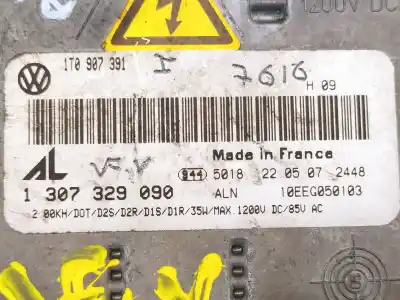 1200V DC
1T0 907 391
I
7616
H 09
Made in France
AL
944 5018 22 05 07 2448
1 307 329 090 ALN 10EEG050103
2.00KH/DOT/D2S/D2R/D1S/D1R/35W/MAX.1200V DC/85V AC